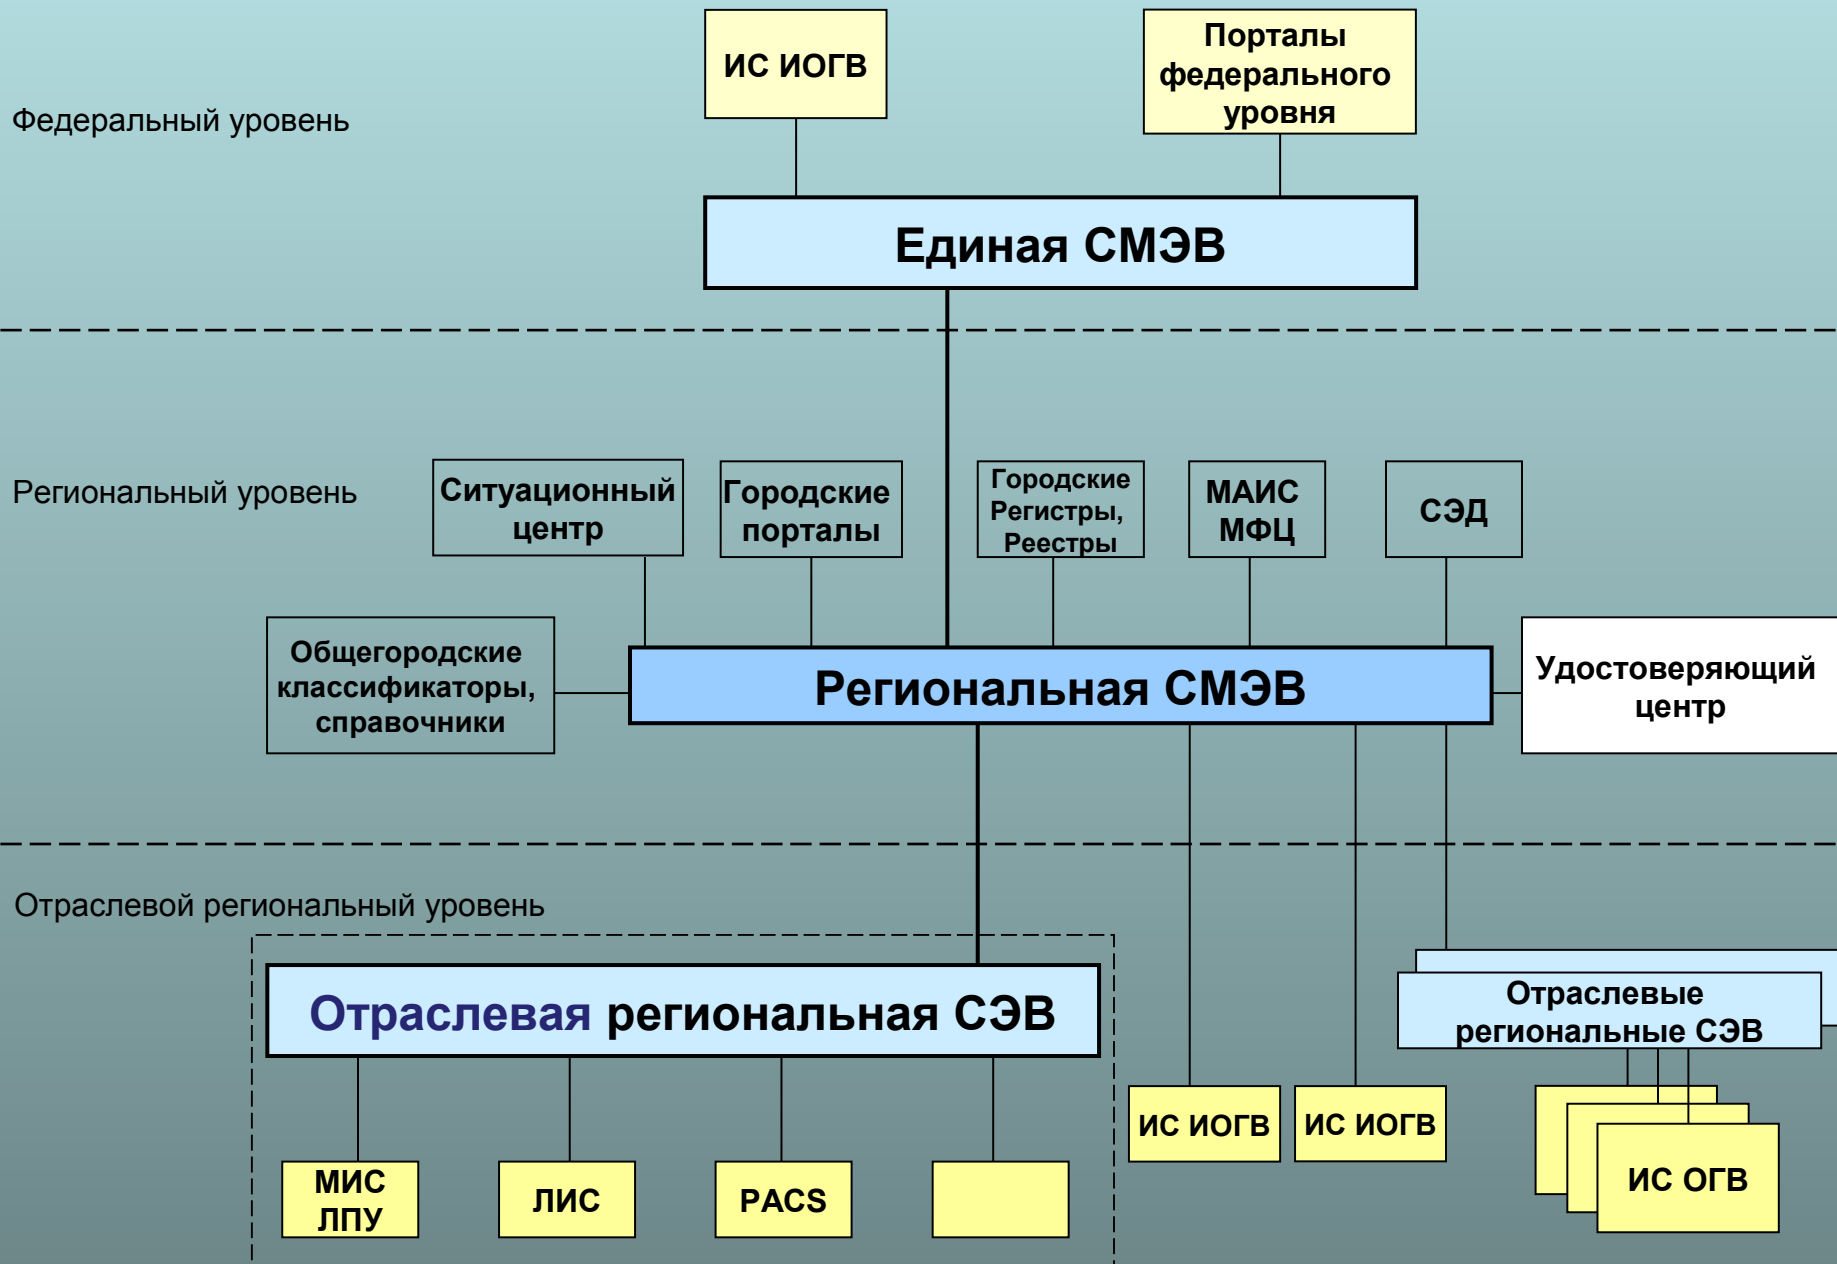 ИС ИОГВ
Порталы
федерального
уровня
Федеральный уровень
Единая СМЭВ
Региональный уровень
Ситуационный
центр
Городские
порталы
Городские
Регистры,
Реестры
МАИС
МФЦ
СЭД
Общегородские
классификаторы,
справочники
Региональная СМЭВ
Удостоверяющий
центр
Отраслевой региональный уровень
Отраслевая региональная СЭВ
Отраслевые
региональные СЭВ
ИС ИОГВ
ИС ИОГВ
МИС
ЛПУ
ЛИС
PACS
ИС ОГВ